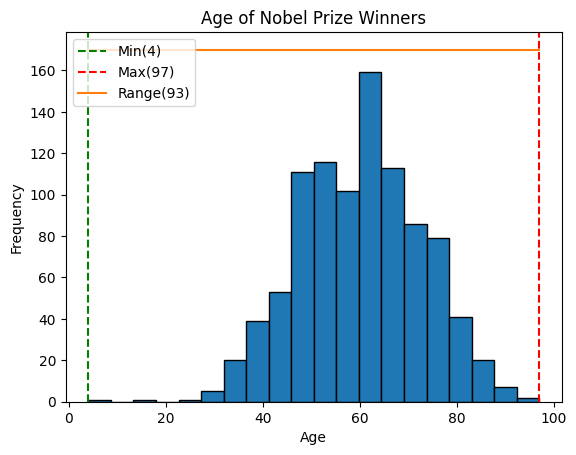 Age of Nobel Prize Winners
Min(4)
Max(97)
Range(93)
Frequency
160
140
120
100
80
60
40
20
0
0 20 40 60 80 100
Age